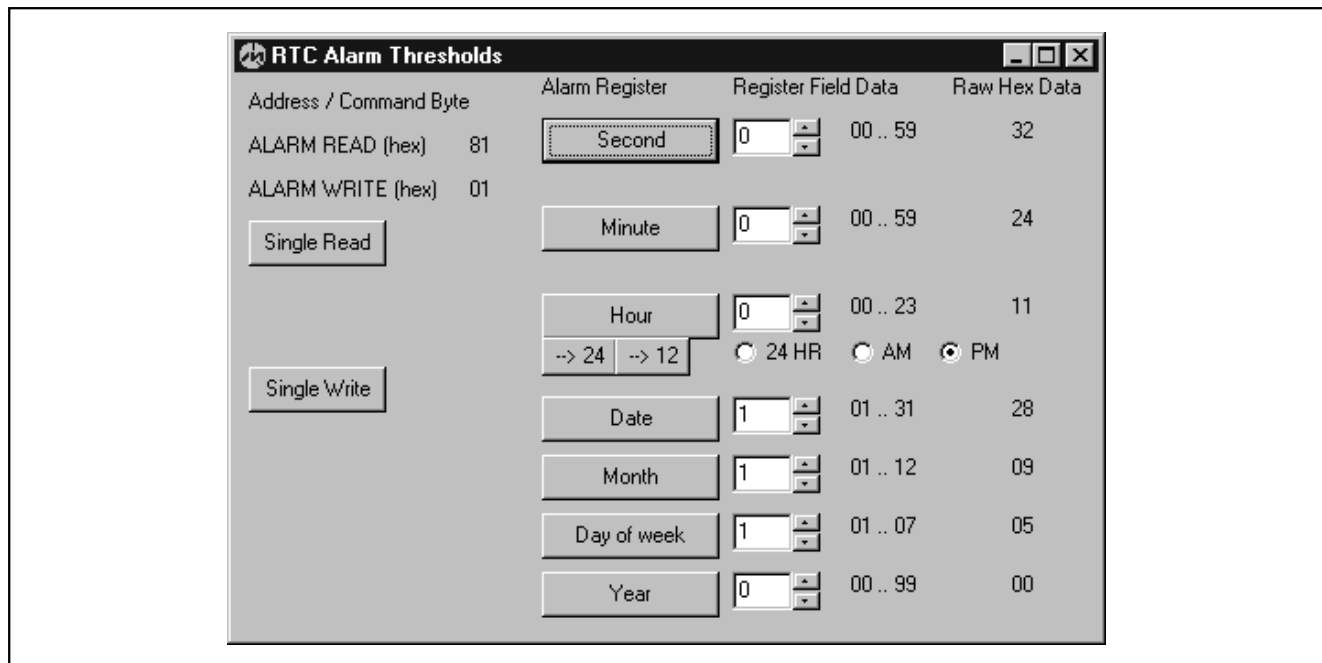 RTC Alarm Thresholds
Address / Command Byte
Alarm Register Register Field Data Raw Hex Data
ALARM READ (hex) 81
Second 0 00 .. 59 32
ALARM WRITE (hex) 01
Single Read
Minute 0 00 .. 59 24
Hour 0 00 .. 23 11
--> 24 --> 12 24 HR AM PM
Single Write
Date 1 01 .. 31 28
Month 1 01 .. 12 09
Day of week 1 01 .. 07 05
Year 0 00 .. 99 00